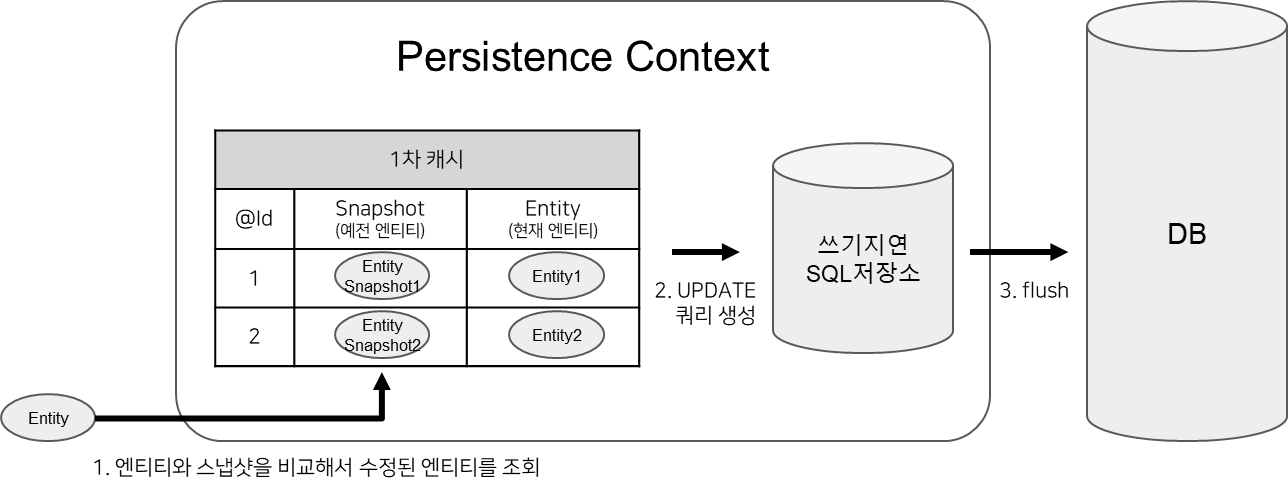 Persistence Context
1차 캐시
@Id
Snapshot
(예전 엔티티)
Entity
(현재 엔티티)
1
Entity
Snapshot1
Entity1
2
Entity
Snapshot2
Entity2
2. UPDATE
쿼리 생성
쓰기지연
SQL저장소
3. flush
DB
Entity
1. 엔티티와 스냅샷을 비교해서 수정된 엔티티를 조회